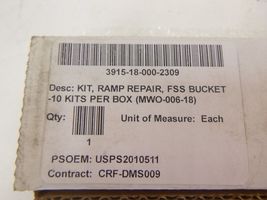 3915-18-000-2309
Desc: KIT, RAMP REPAIR, FSS BUCKET
-10 KITS PER BOX (MWO-006-18)
Qty: Unit of Measure: Each
1
PSOEM: USPS2010511
Contract: CRF-DMS009